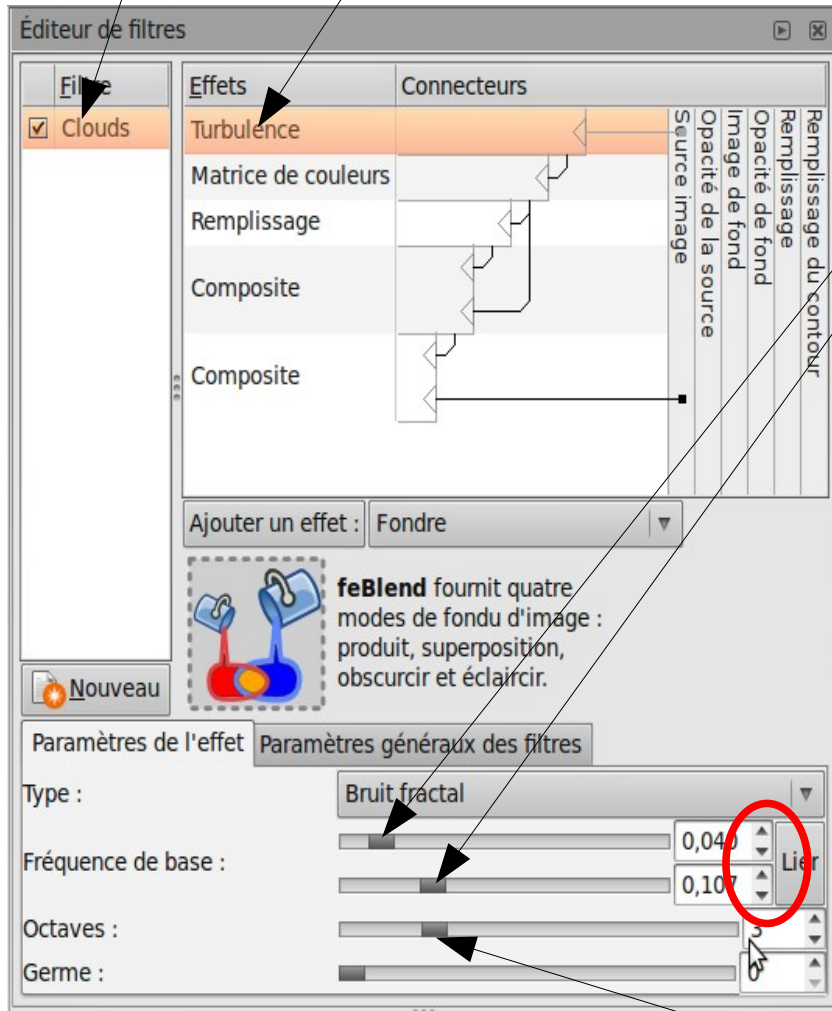 Éditeur de filtres
Filtre
Effets
Connecteurs
Clouds
Turbulence
Matrice de couleurs
Remplissage
Composite
Composite
Source image
Opacité de la source
Image de fond
Opacité de fond
Remplissage
Remplissage du contour
Ajouter un effet :
Fondre
feBlend fournit quatre
modes de fondu d'image :
produit, superposition,
obscurcir et éclaircir.
Nouveau
Paramètres de l'effet
Paramètres généraux des filtres
Type :
Bruit fractal
Fréquence de base :
0,040
0,107
Lier
Octaves :
3
Germe :
0